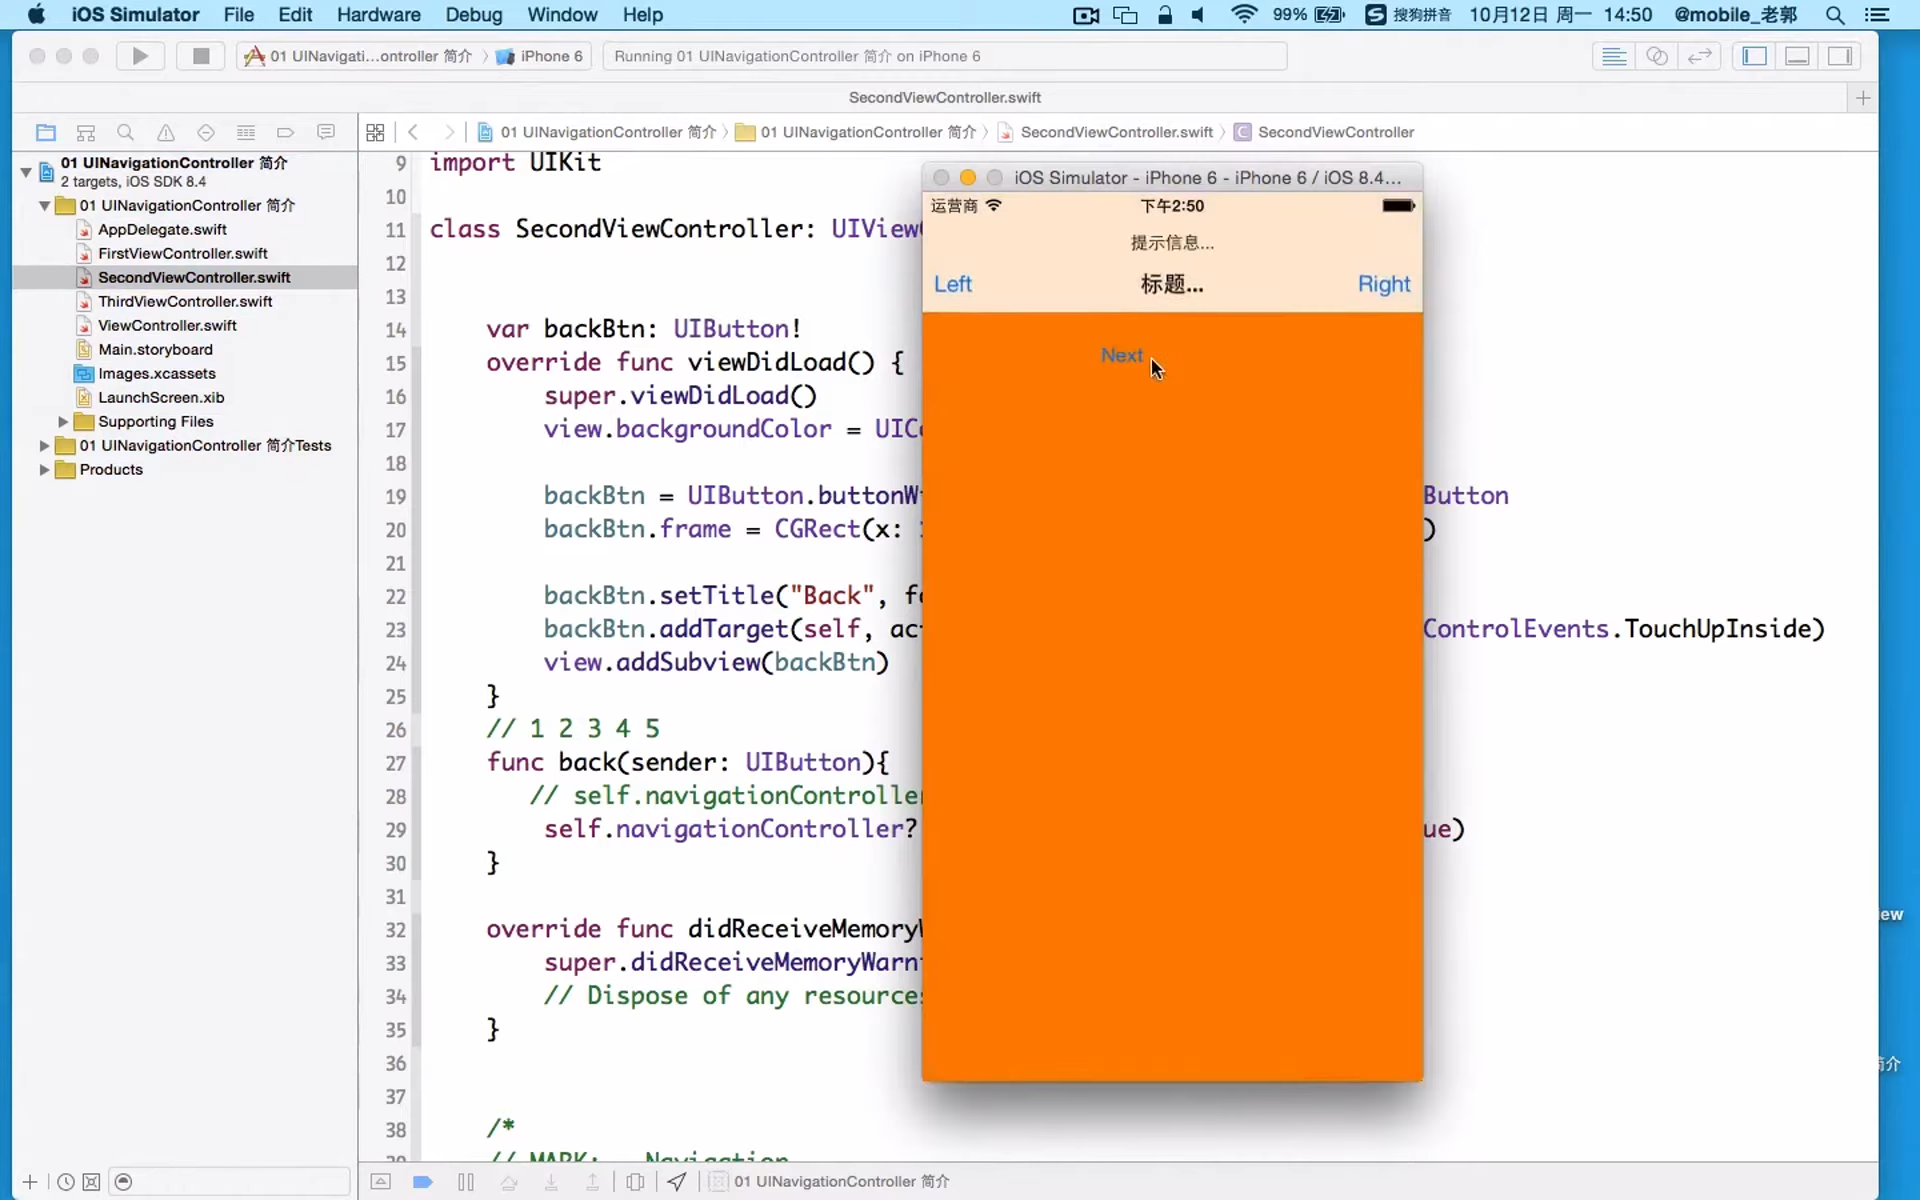 iOS Simulator File Edit Hardware Debug Window Help 99% 搜狗拼音 10月12日 周一 14:50 @mobile_老郭
01 UINavigati...ontroller 简介 iPhone 6 Running 01 UINavigationController 简介 on iPhone 6
SecondViewController.swift
01 UINavigationController 简介 01 UINavigationController 简介 SecondViewController.swift C SecondViewController
01 UINavigationController 简介
2 targets, iOS SDK 8.4
01 UINavigationController 简介
AppDelegate.swift
FirstViewController.swift
SecondViewController.swift
ThirdViewController.swift
ViewController.swift
Main.storyboard
Images.xcassets
LaunchScreen.xib
Supporting Files
01 UINavigationController 简介Tests
Products
9 import UIKit
10
11 class SecondViewController: UIView
12
13
14 var backBtn: UIButton!
15 override func viewDidLoad() {
16 super.viewDidLoad()
17 view.backgroundColor = UIC
18
19 backBtn = UIButton.buttonW Button
20 backBtn.frame = CGRect(x: )
21
22 backBtn.setTitle("Back", f
23 backBtn.addTarget(self, ac ControlEvents.TouchUpInside)
24 view.addSubview(backBtn)
25 }
26 // 1 2 3 4 5
27 func back(sender: UIButton){
28 // self.navigationController
29 self.navigationController? ue)
30 }
31
32 override func didReceiveMemoryW
33 super.didReceiveMemoryWarn
34 // Dispose of any resources
35 }
36
37
38 /*
// MARK: - Navigation
iOS Simulator - iPhone 6 - iPhone 6 / iOS 8.4...
运营商 下午2:50
提示信息...
Left 标题... Right
Next
iew
简介
01 UINavigationController 简介